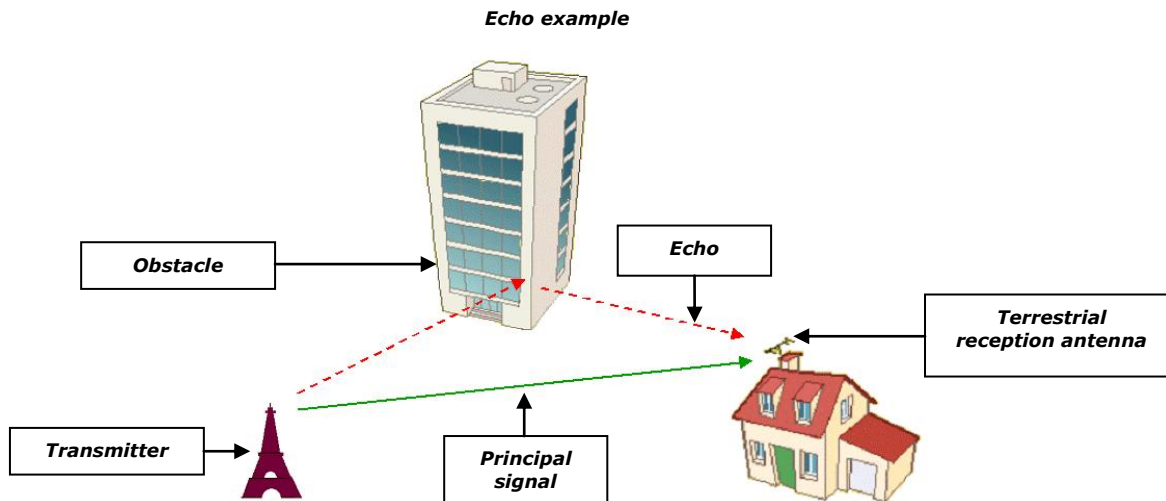 Echo example
Obstacle
Echo
Terrestrial
reception antenna
Transmitter
Principal
signal